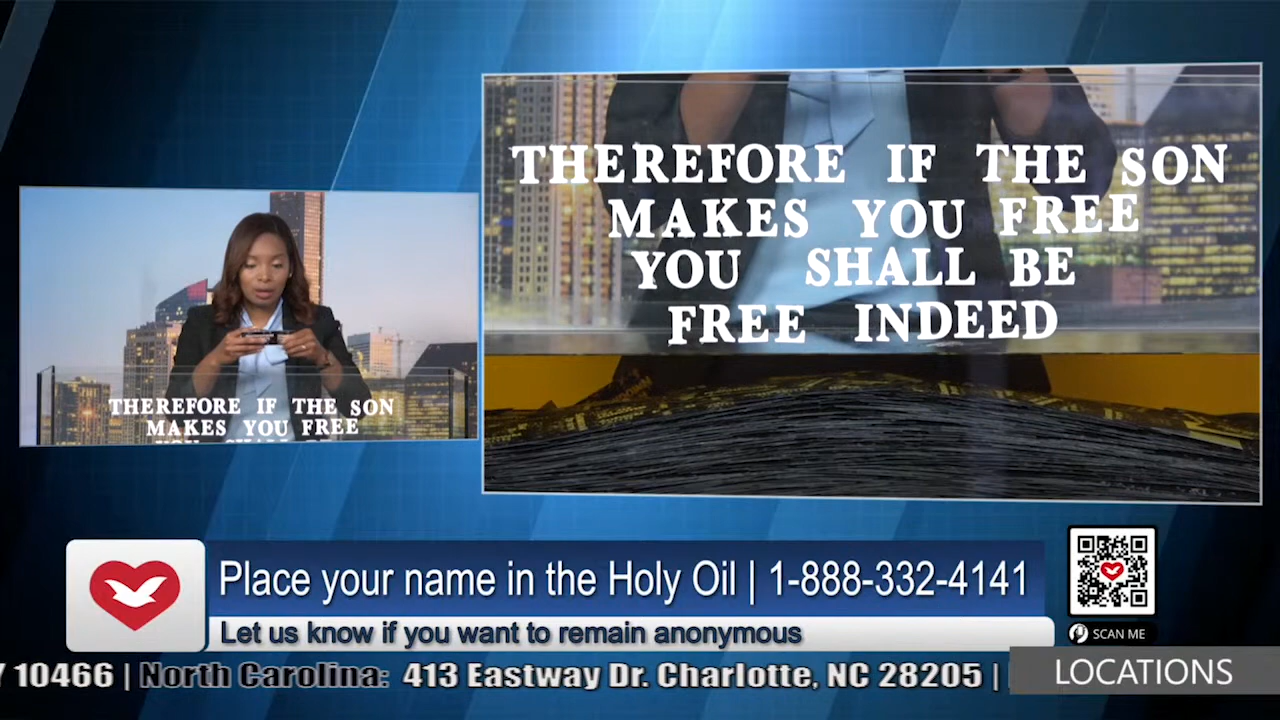 THEREFORE IF THE SON
MAKES YOU FREE
YOU SHALL BE
FREE INDEED
THEREFORE IF THE SON
MAKES YOU FREE
Place your name in the Holy Oil | 1-888-332-4141
Let us know if you want to remain anonymous
SCAN ME
10466 | North Carolina: 413 Eastway Dr. Charlotte, NC 28205 |
LOCATIONS